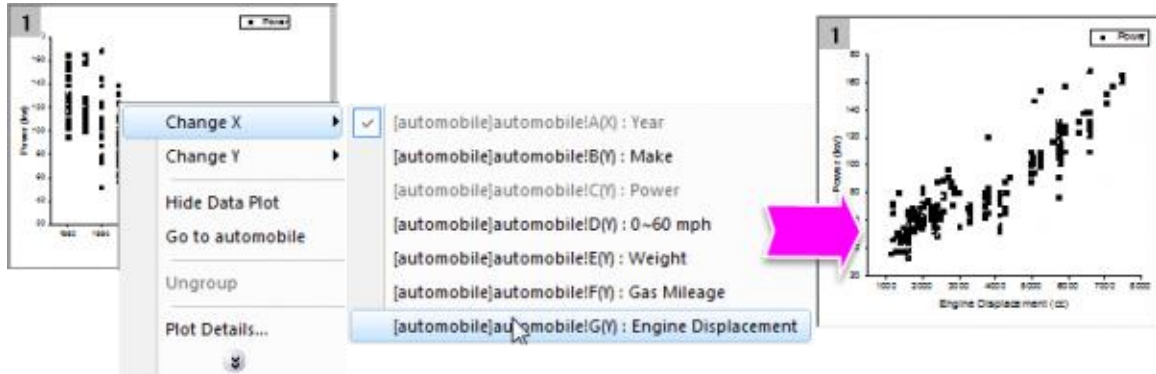 1
Power
Power (kw)
Change X
Change Y
Hide Data Plot
Go to automobile
Ungroup
Plot Details...
[automobile]automobile!A(X) : Year
[automobile]automobile!B(Y) : Make
[automobile]automobile!C(Y) : Power
[automobile]automobile!D(Y) : 0~60 mph
[automobile]automobile!E(Y) : Weight
[automobile]automobile!F(Y) : Gas Mileage
[automobile]automobile!G(Y) : Engine Displacement
1
Power
Power (kw)
1000 2000 3000 4000 5000 6000 7000 8000
Engine Displacement (cc)